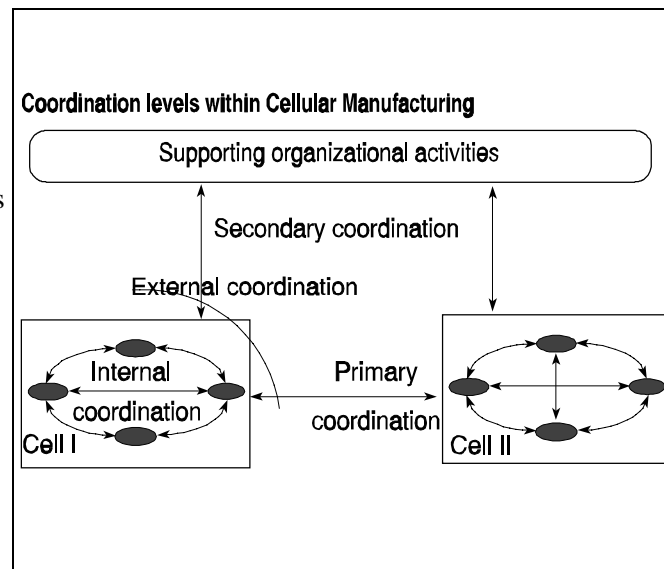 Coordination levels within Cellular Manufacturing
Supporting organizational activities
s
Secondary coordination
External coordination
Internal
coordination
Cell I
Primary
coordination
Cell II